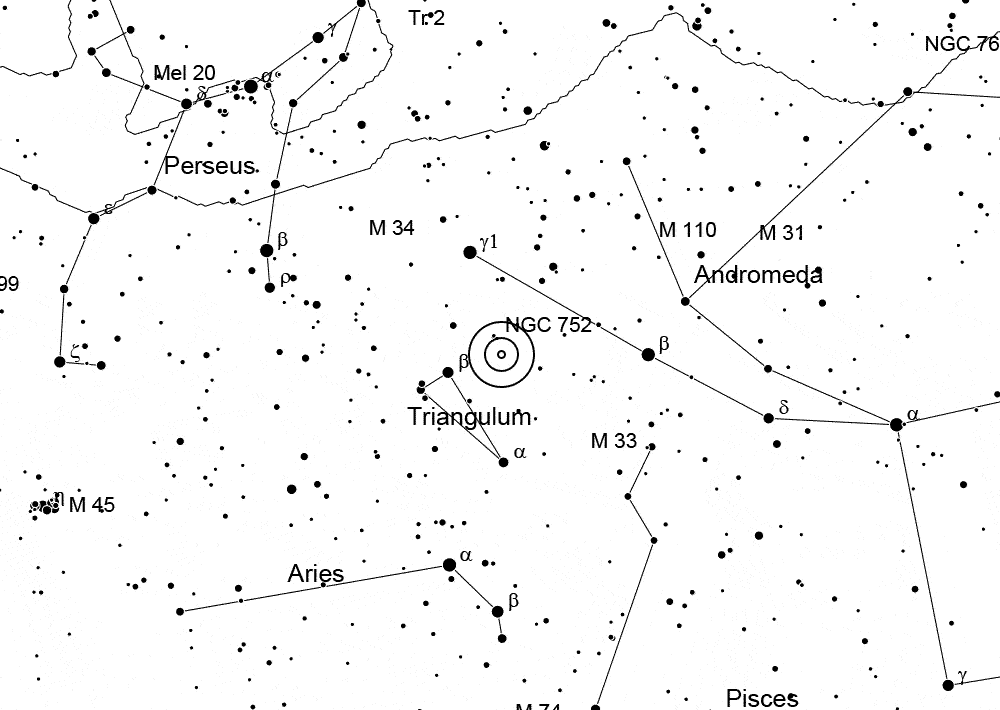 Tr.2
γ
NGC 76
Mel 20
α
δ
Perseus
ε
M 34
M 110
M 31
γ1
β
ρ
Andromeda
99
NGC 752
ζ
β
β
Triangulum
δ
α
M 33
α
η M 45
α
Aries
β
γ
Pisces
M 74